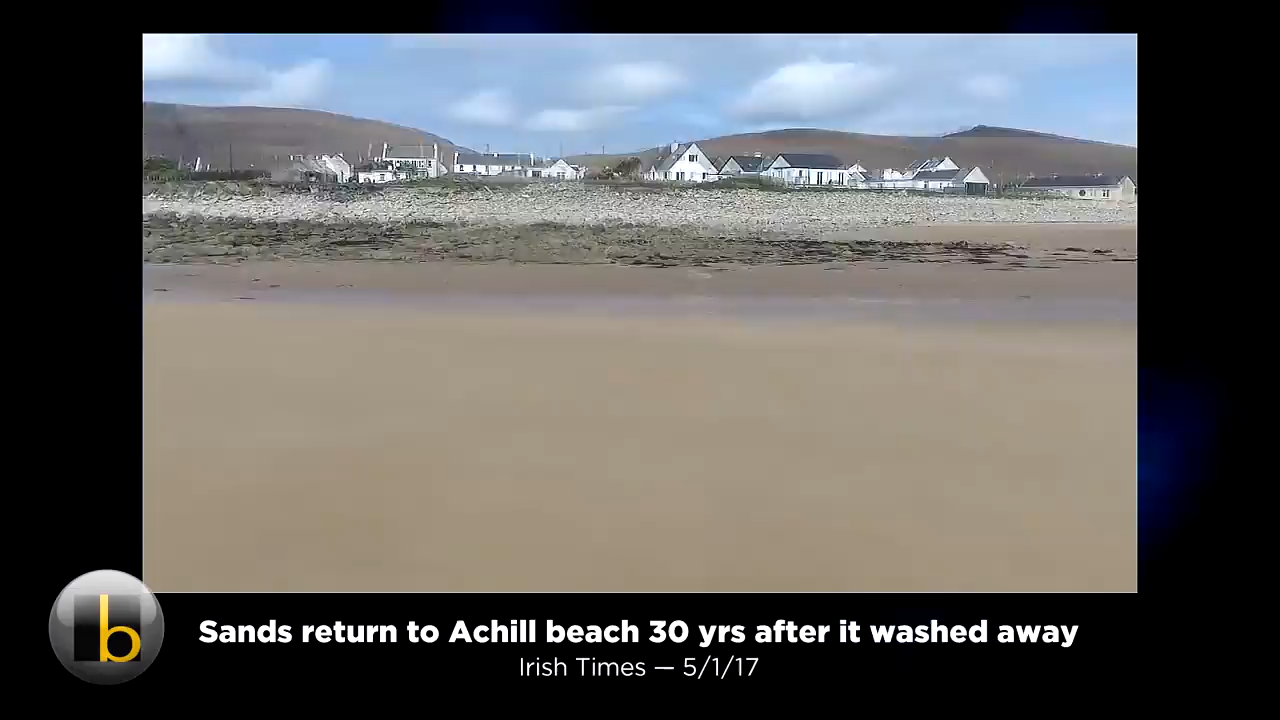 Sands return to Achill beach 30 yrs after it washed away
Irish Times — 5/1/17
b